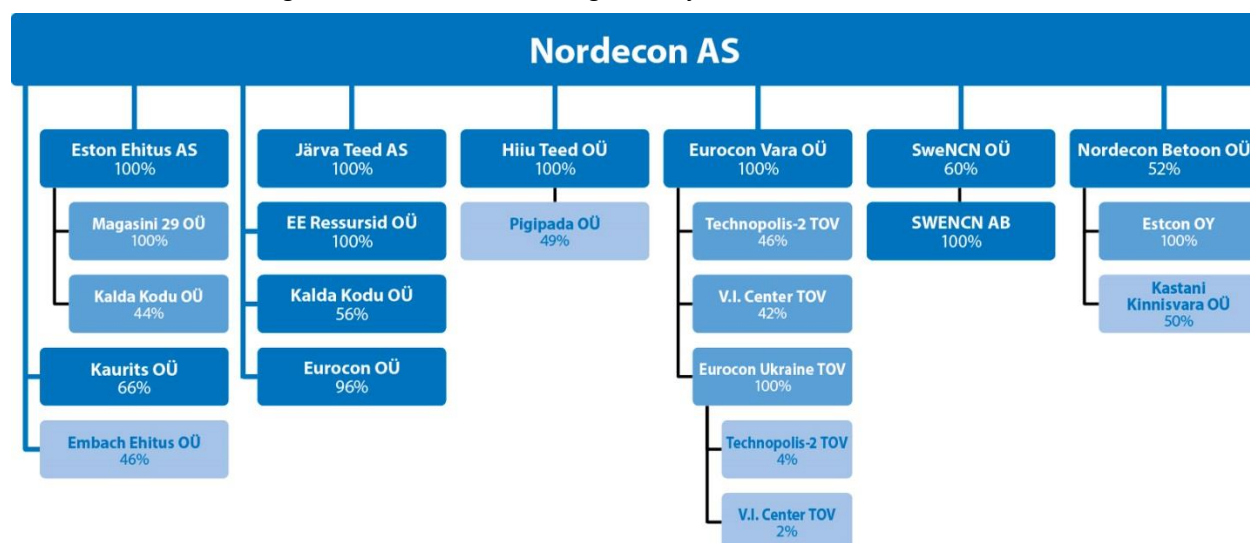 Nordecon AS
Eston Ehitus AS
100%
Magasini 29 OÜ
100%
Kalda Kodu OÜ
44%
Kaurits OÜ
66%
Embach Ehitus OÜ
46%
Järva Teed AS
100%
EE Ressursid OÜ
100%
Kalda Kodu OÜ
56%
Eurocon OÜ
96%
Hiiu Teed OÜ
100%
Pigipada OÜ
49%
Eurocon Vara OÜ
100%
Technopolis-2 TOV
46%
V.I. Center TOV
42%
Eurocon Ukraine TOV
100%
Technopolis-2 TOV
4%
V.I. Center TOV
2%
SweNCN OÜ
60%
SWENCN AB
100%
Nordecon Betoon OÜ
52%
Estcon OY
100%
Kastani
Kinnisvara OÜ
50%